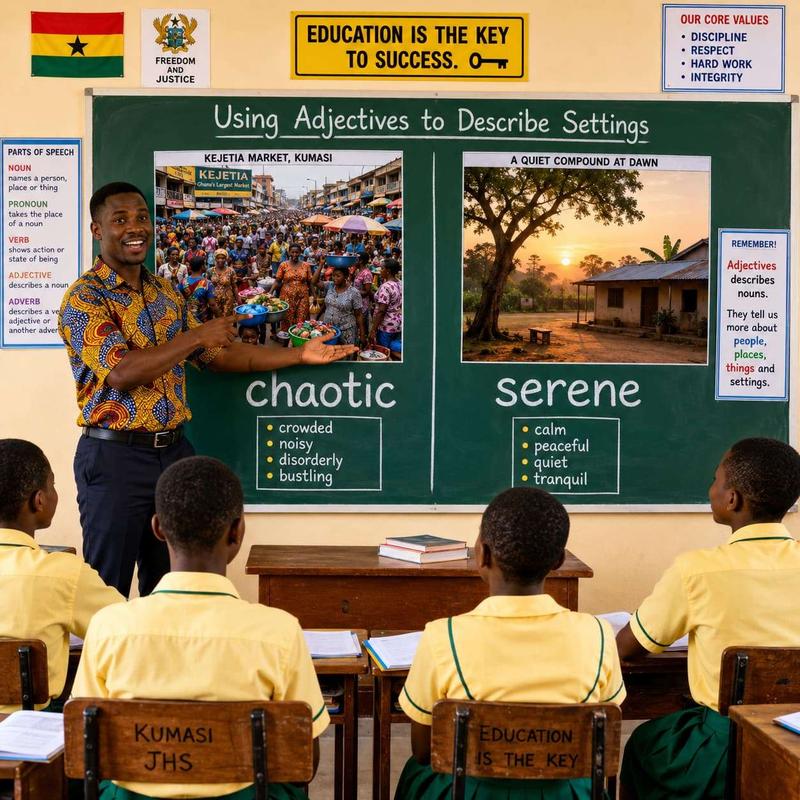 FREEDOM
AND
JUSTICE
EDUCATION IS THE KEY
TO SUCCESS.
OUR CORE VALUES
• DISCIPLINE
• RESPECT
• HARD WORK
• INTEGRITY
Using Adjectives to Describe Settings
PARTS OF SPEECH
NOUN
names a person,
place or thing
PRONOUN
takes the place
of a noun
VERB
shows action or
state of being
ADJECTIVE
describes a noun
ADVERB
describes a
adjective or
another
KEJETIA MARKET, KUMASI
KEJETIA
Ghana's Largest Market
chaotic
• crowded
• noisy
• disorderly
• bustling
A QUIET COMPOUND AT DAWN
serene
• calm
• peaceful
• quiet
• tranquil
REMEMBER!
Adjectives
describes
nouns.
They tell us
more about
people,
places,
things and
settings.
KUMASI
JHS
EDUCATION
IS THE KEY